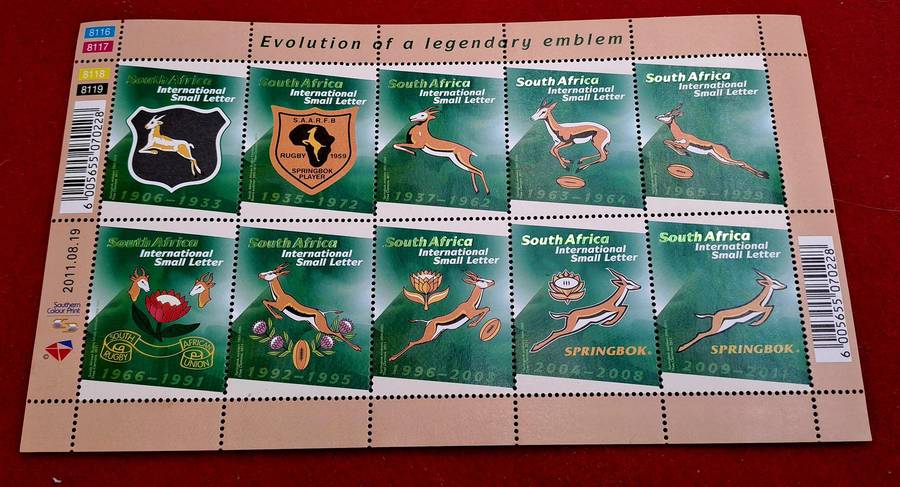 8116
8117
8118
8119
Evolution of a legendary emblem
South Africa
International
Small Letter
1906-1933
South Africa
International
Small Letter
S.A.A.R.F.B
RUGBY 1959
SPRINGBOK
PLAYER
1935-1972
South Africa
International
Small Letter
1937-1962
South Africa
International
Small Letter
1963-1964
South Africa
International
Small Letter
South Africa
International
Small Letter
SOUTH AFRICAN
RUGBY UNION
1966-1991
South Africa
International
Small Letter
1992-1995
South Africa
International
Small Letter
South Africa
International
Small Letter
SPRINGBOK
2004-2008
South Africa
International
Small Letter
SPRINGBOK
6 005655 070228
2011.08.19
Southern
Colour Print
6 005655 070228